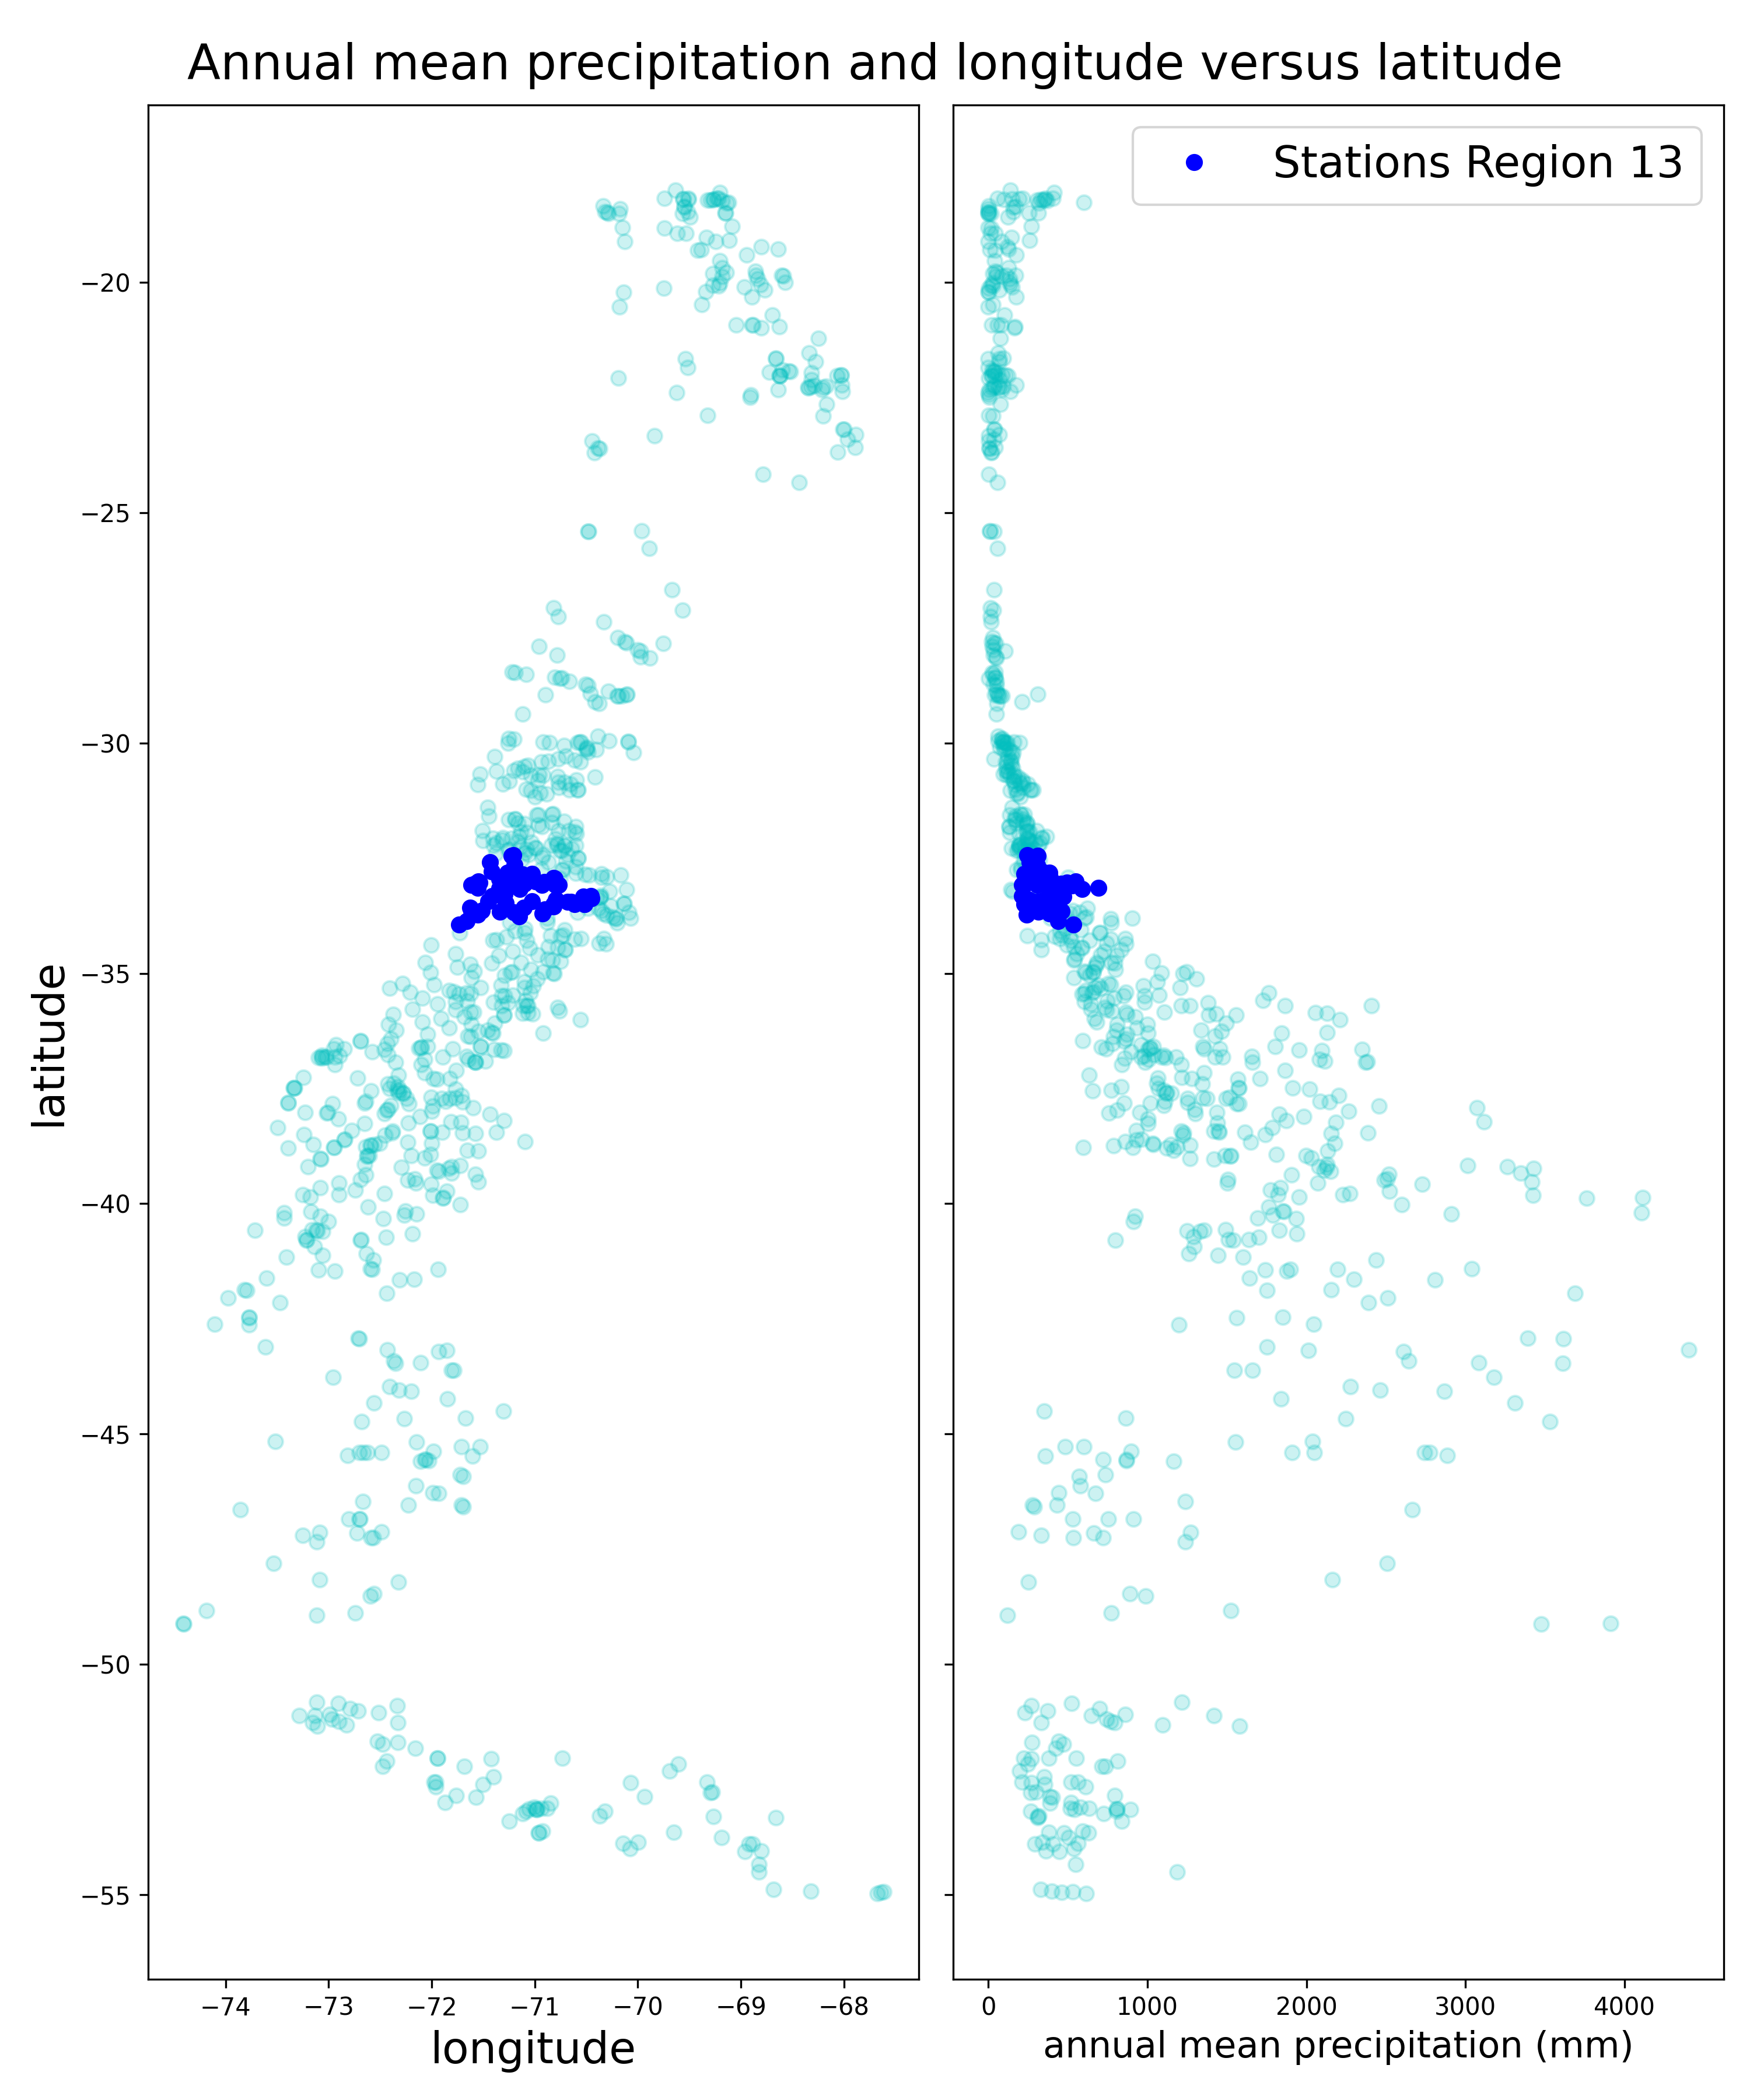 Annual mean precipitation and longitude versus latitude
Stations Region 13
latitude
−20
−25
−30
−35
−40
−45
−50
−55
−74 −73 −72 −71 −70 −69 −68
longitude
0 1000 2000 3000 4000
annual mean precipitation (mm)